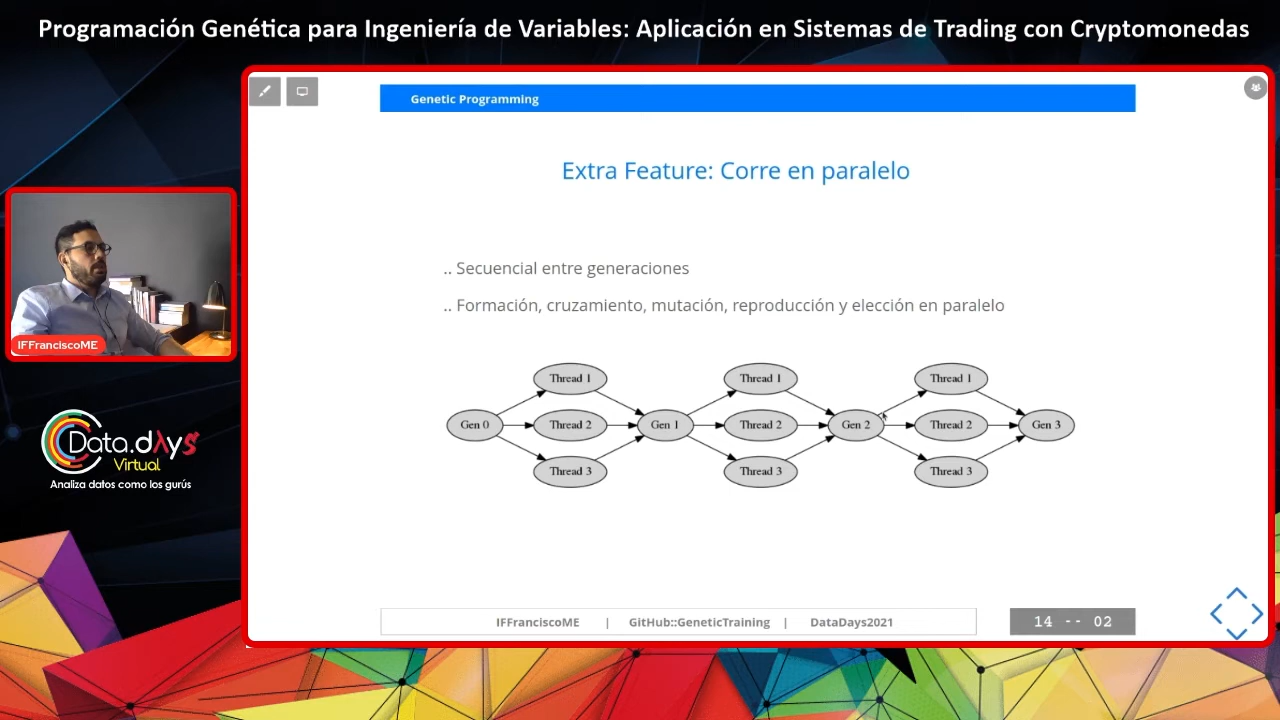 Programación Genética para Ingeniería de Variables: Aplicación en Sistemas de Trading con Cryptomonedas
Genetic Programming
Extra Feature: Corre en paralelo
.. Secuencial entre generaciones
.. Formación, cruzamiento, mutación, reproducción y elección en paralelo
Thread 1
Thread 1
Thread 1
Gen 0
Thread 2
Gen 1
Thread 2
Gen 2
Thread 2
Gen 3
Thread 3
Thread 3
Thread 3
IFFranciscoME | GitHub::GeneticTraining | DataDays2021
14 -- 02
IFFranciscoME
Data.dAys
Virtual
Analiza datos como los gurús